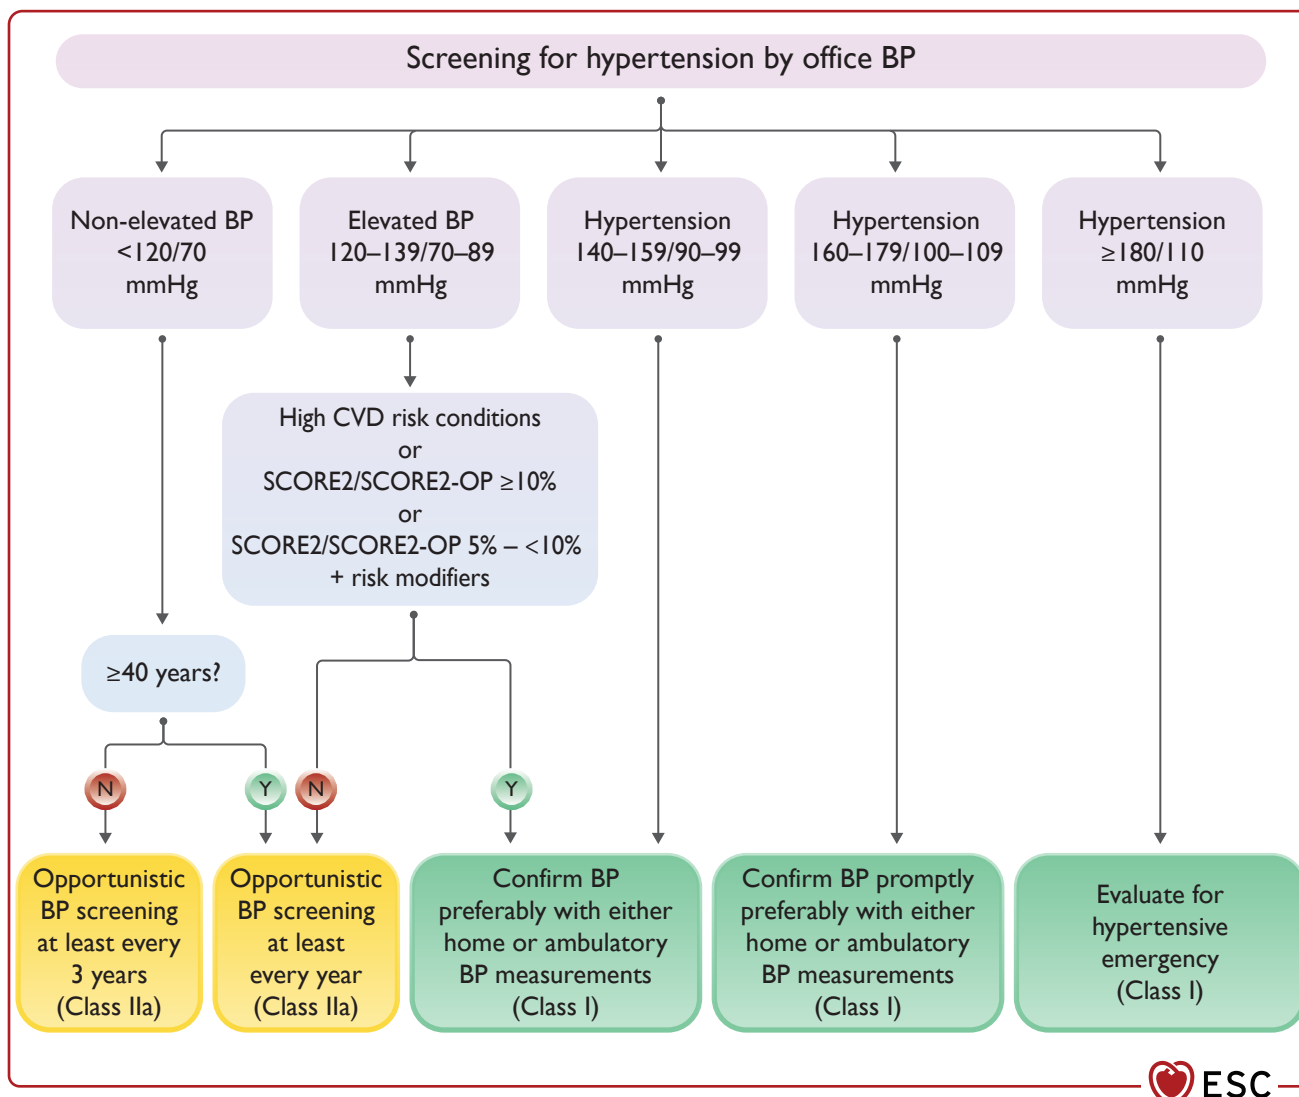 Screening for hypertension by office BP
Non-elevated BP
<120/70
mmHg
Elevated BP
120–139/70–89
mmHg
Hypertension
140–159/90–99
mmHg
Hypertension
160–179/100–109
mmHg
Hypertension
≥180/110
mmHg
High CVD risk conditions
or
SCORE2/SCORE2-OP ≥10%
or
SCORE2/SCORE2-OP 5% – <10%
+ risk modifiers
≥40 years?
N
Y
N
Y
Opportunistic
BP screening
at least every
3 years
(Class IIa)
Opportunistic
BP screening
at least
every year
(Class IIa)
Confirm BP
preferably with either
home or ambulatory
BP measurements
(Class I)
Confirm BP promptly
preferably with either
home or ambulatory
BP measurements
(Class I)
Evaluate for
hypertensive
emergency
(Class I)
ESC